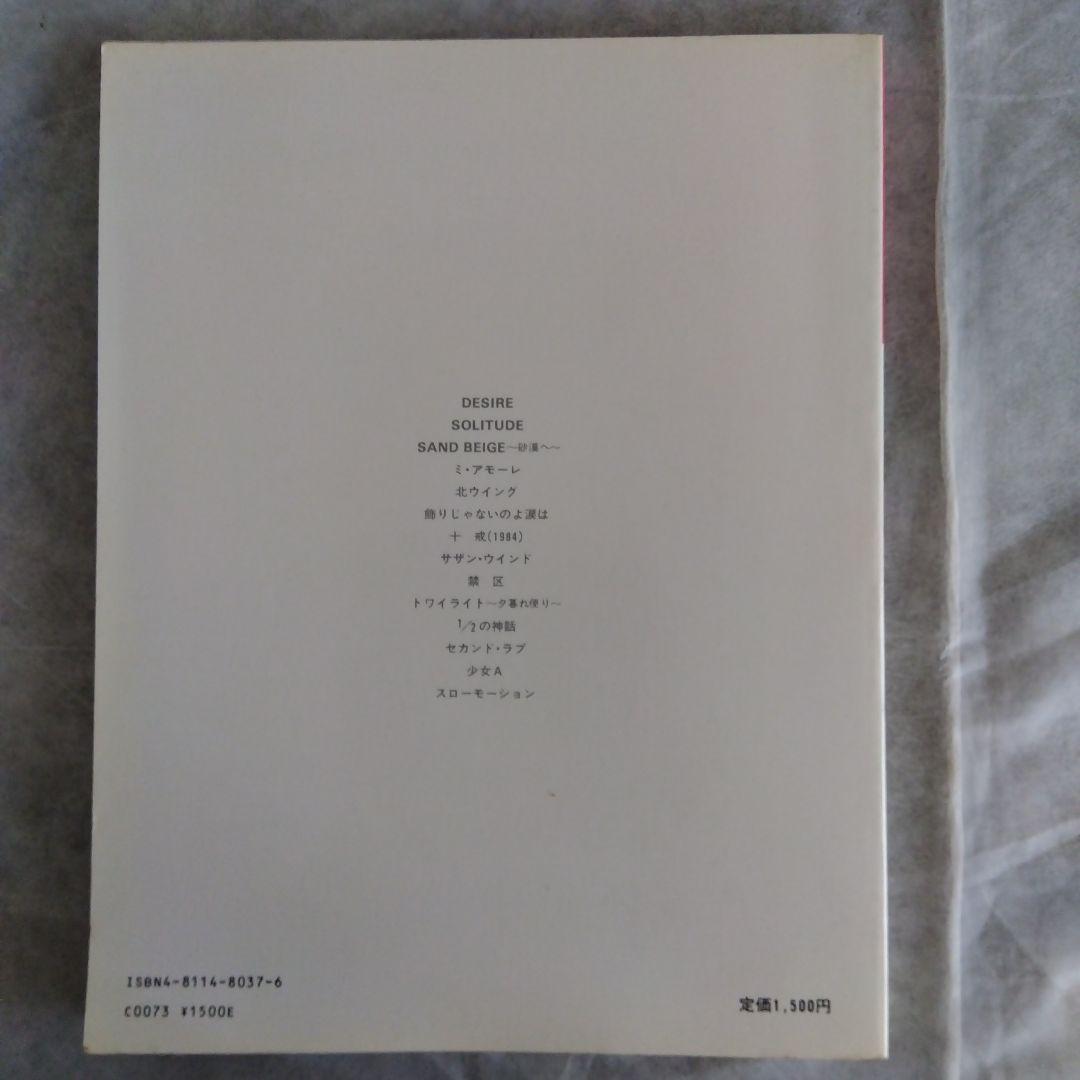 DESIRE
SOLITUDE
SAND BEIGE〜砂漠へ〜
ミ・アモーレ
北ウイング
飾りじゃないのよ涙は
十 戒(1984)
サザン・ウインド
禁 区
トワイライト〜夕暮れ便り〜
1/2の神話
セカンド・ラブ
少女A
スローモーション
ISBN4-8114-8037-6
C0073 ¥1500E
定価1,500円